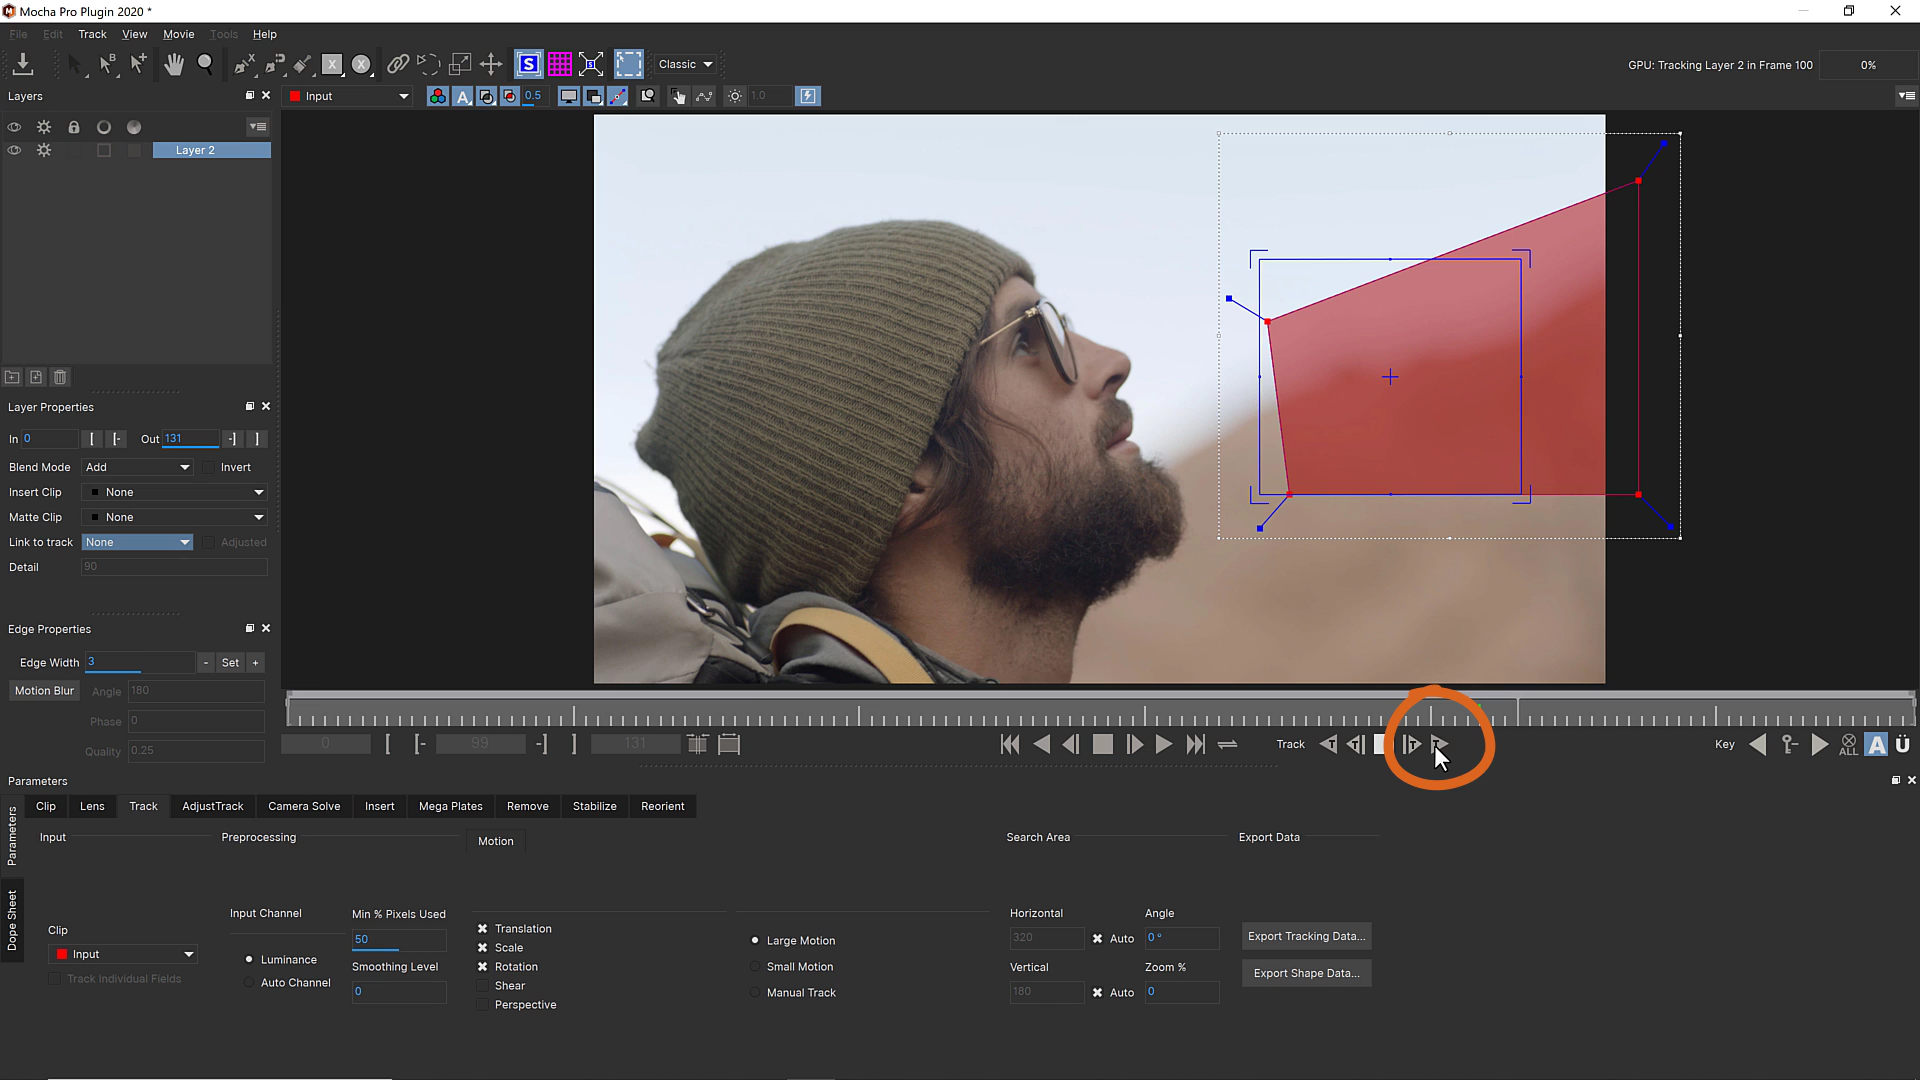 Mocha Pro Plugin 2020 *
File Edit Track View Movie Tools Help
Classic
GPU: Tracking Layer 2 in Frame 100 0%
Layers
Input
A
0.5
1.0
Layer 2
Layer Properties
In 0 [ [- Out 131 -] ]
Blend Mode Add Invert
Insert Clip None
Matte Clip None
Link to track None Adjusted
Detail 90
Edge Properties
Edge Width 3 - Set +
Motion Blur Angle 180
Phase 0
Quality 0.25
0 [ [- 99 -] ] 131
Track
Key
ALL
A
Ü
Parameters
Parameters
Dope Sheet
Clip Lens Track AdjustTrack Camera Solve Insert Mega Plates Remove Stabilize Reorient
Input
Preprocessing
Motion
Search Area
Export Data
Clip
Input
Track Individual Fields
Input Channel
Luminance
Auto Channel
Min % Pixels Used
50
Smoothing Level
0
Translation
Scale
Rotation
Shear
Perspective
Large Motion
Small Motion
Manual Track
Horizontal
320 Auto
Vertical
180 Auto
Angle
0 °
Zoom %
0
Export Tracking Data...
Export Shape Data...